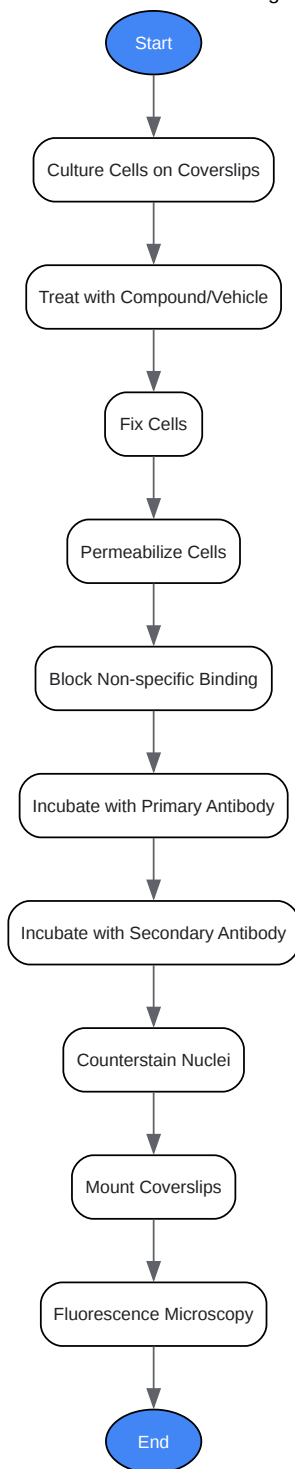 Start
Culture Cells on Coverslips
Treat with Compound/Vehicle
Fix Cells
Permeabilize Cells
Block Non-specific Binding
Incubate with Primary Antibody
Incubate with Secondary Antibody
Counterstain Nuclei
Mount Coverslips
Fluorescence Microscopy
End